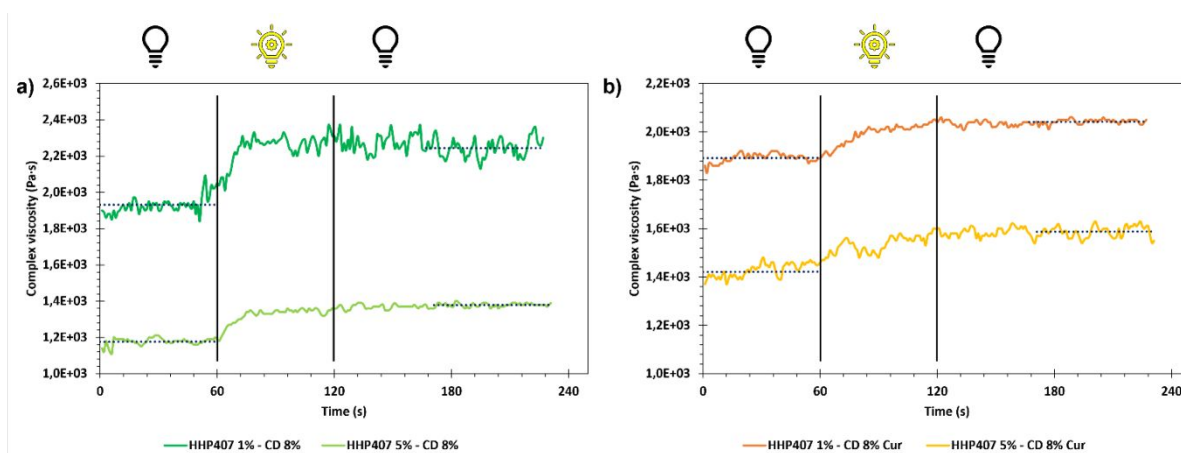 a)
2,6E+03
2,4E+03
2,2E+03
2,0E+03
1,8E+03
1,6E+03
1,4E+03
1,2E+03
1,0E+03
Complex viscosity (Pa·s)
0
60
120
180
240
Time (s)
HHP407 1% - CD 8%
HHP407 5% - CD 8%
b)
2,2E+03
2,0E+03
1,8E+03
1,6E+03
1,4E+03
1,2E+03
1,0E+03
Complex viscosity (Pa·s)
0
60
120
180
240
Time (s)
HHP407 1% - CD 8% Cur
HHP407 5% - CD 8% Cur